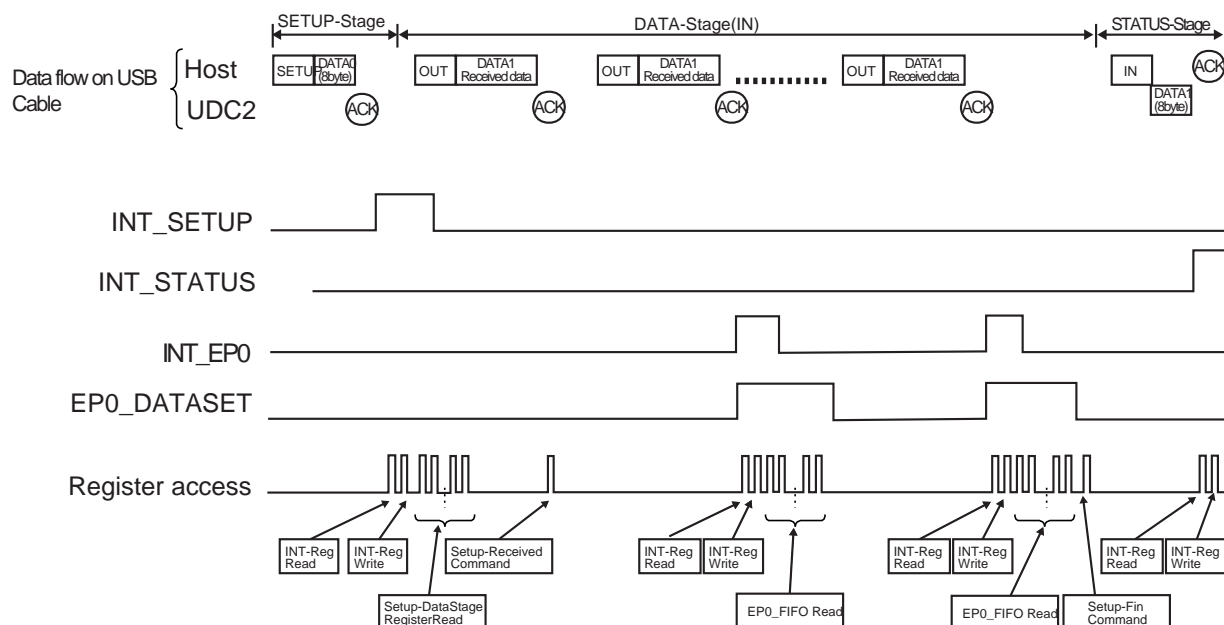 SETUP-Stage
DATA-Stage(IN)
STATUS-Stage
Data flow on USB
Cable
Host
UDC2
SETUP
DATA0
(8byte)
ACK
OUT
DATA1
Received data
ACK
OUT
DATA1
Received data
ACK
OUT
DATA1
Received data
ACK
IN
DATA1
(8byte)
ACK
INT_SETUP
INT_STATUS
INT_EP0
EP0_DATASET
Register access
INT-Reg
Read
INT-Reg
Write
Setup-Received
Command
INT-Reg
Read
INT-Reg
Write
INT-Reg
Read
INT-Reg
Write
INT-Reg
Read
INT-Reg
Write
Setup-DataStage
RegisterRead
EP0_FIFO Read
EP0_FIFO Read
Setup-Fin
Command